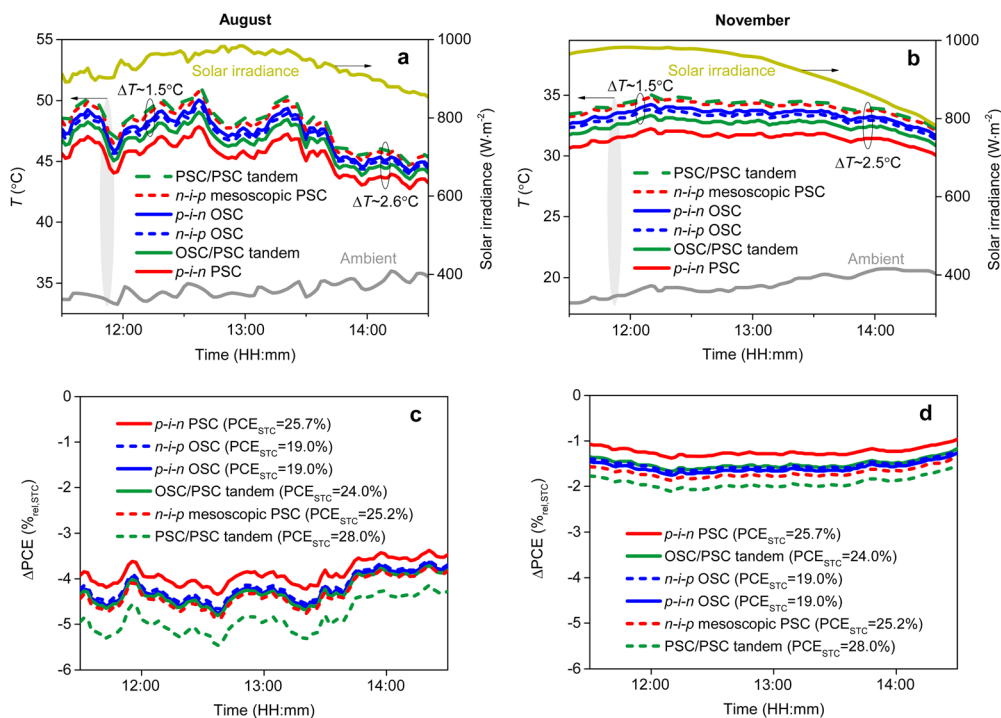 August
November
55
50
45
40
35
T (°C)
1000
800
600
400
Solar irradiance (W·m⁻²)
a
Solar irradiance
ΔT~1.5°C
ΔT~2.6°C
PSC/PSC tandem
n-i-p mesoscopic PSC
p-i-n OSC
n-i-p OSC
OSC/PSC tandem
p-i-n PSC
Ambient
12:00
13:00
14:00
Time (HH:mm)
35
30
25
20
T (°C)
1000
800
600
400
Solar irradiance (W·m⁻²)
b
Solar irradiance
ΔT~1.5°C
ΔT~2.5°C
PSC/PSC tandem
n-i-p mesoscopic PSC
p-i-n OSC
n-i-p OSC
OSC/PSC tandem
p-i-n PSC
Ambient
12:00
13:00
14:00
Time (HH:mm)
0
-1
-2
-3
-4
-5
-6
ΔPCE (%rel,STC)
c
p-i-n PSC (PCESTC=25.7%)
n-i-p OSC (PCESTC=19.0%)
p-i-n OSC (PCESTC=19.0%)
OSC/PSC tandem (PCESTC=24.0%)
n-i-p mesoscopic PSC (PCESTC=25.2%)
PSC/PSC tandem (PCESTC=28.0%)
12:00
13:00
14:00
Time (HH:mm)
0
-1
-2
-3
-4
-5
-6
ΔPCE (%rel,STC)
d
p-i-n PSC (PCESTC=25.7%)
OSC/PSC tandem (PCESTC=24.0%)
n-i-p OSC (PCESTC=19.0%)
p-i-n OSC (PCESTC=19.0%)
n-i-p mesoscopic PSC (PCESTC=25.2%)
PSC/PSC tandem (PCESTC=28.0%)
12:00
13:00
14:00
Time (HH:mm)